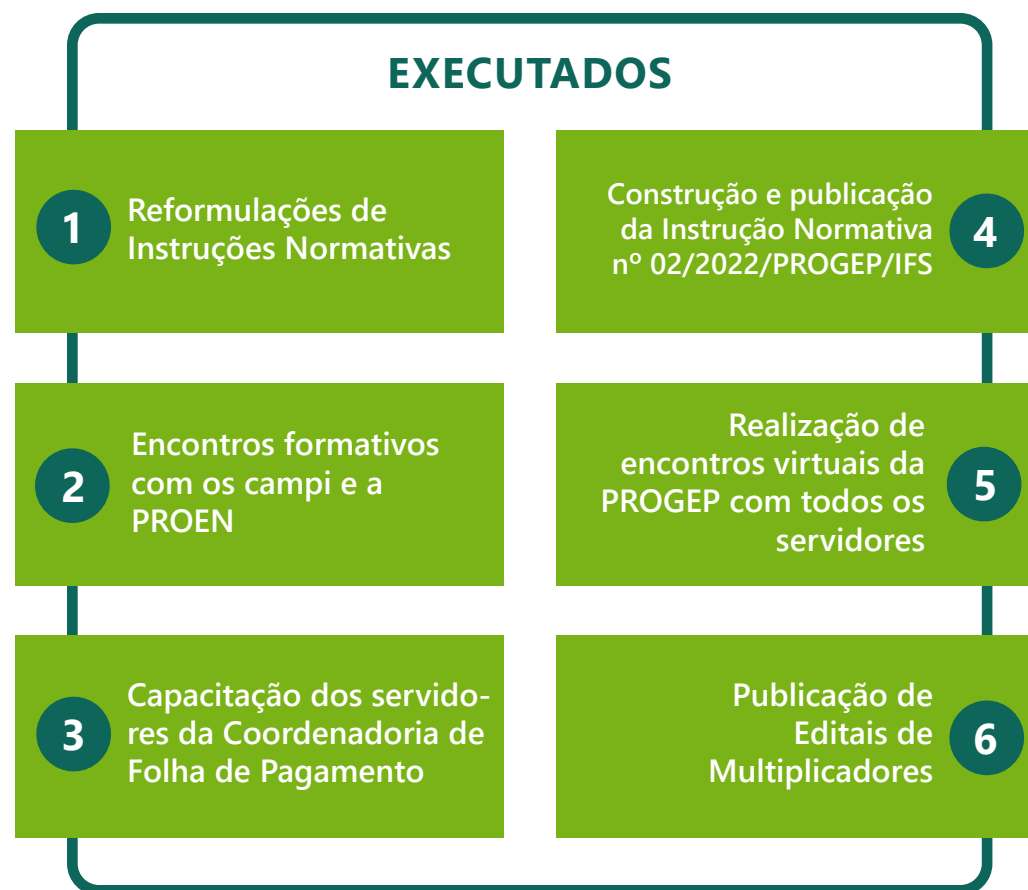 EXECUTADOS
1
Reformulações de
Instruções Normativas
2
Encontros formativos
com os campi e a
PROEN
3
Capacitação dos servido-
res da Coordenadoria de
Folha de Pagamento
Construção e publicação
da Instrução Normativa
nº 02/2022/PROGEP/IFS
4
Realização de
encontros virtuais da
PROGEP com todos os
servidores
5
Publicação de
Editais de
Multiplicadores
6